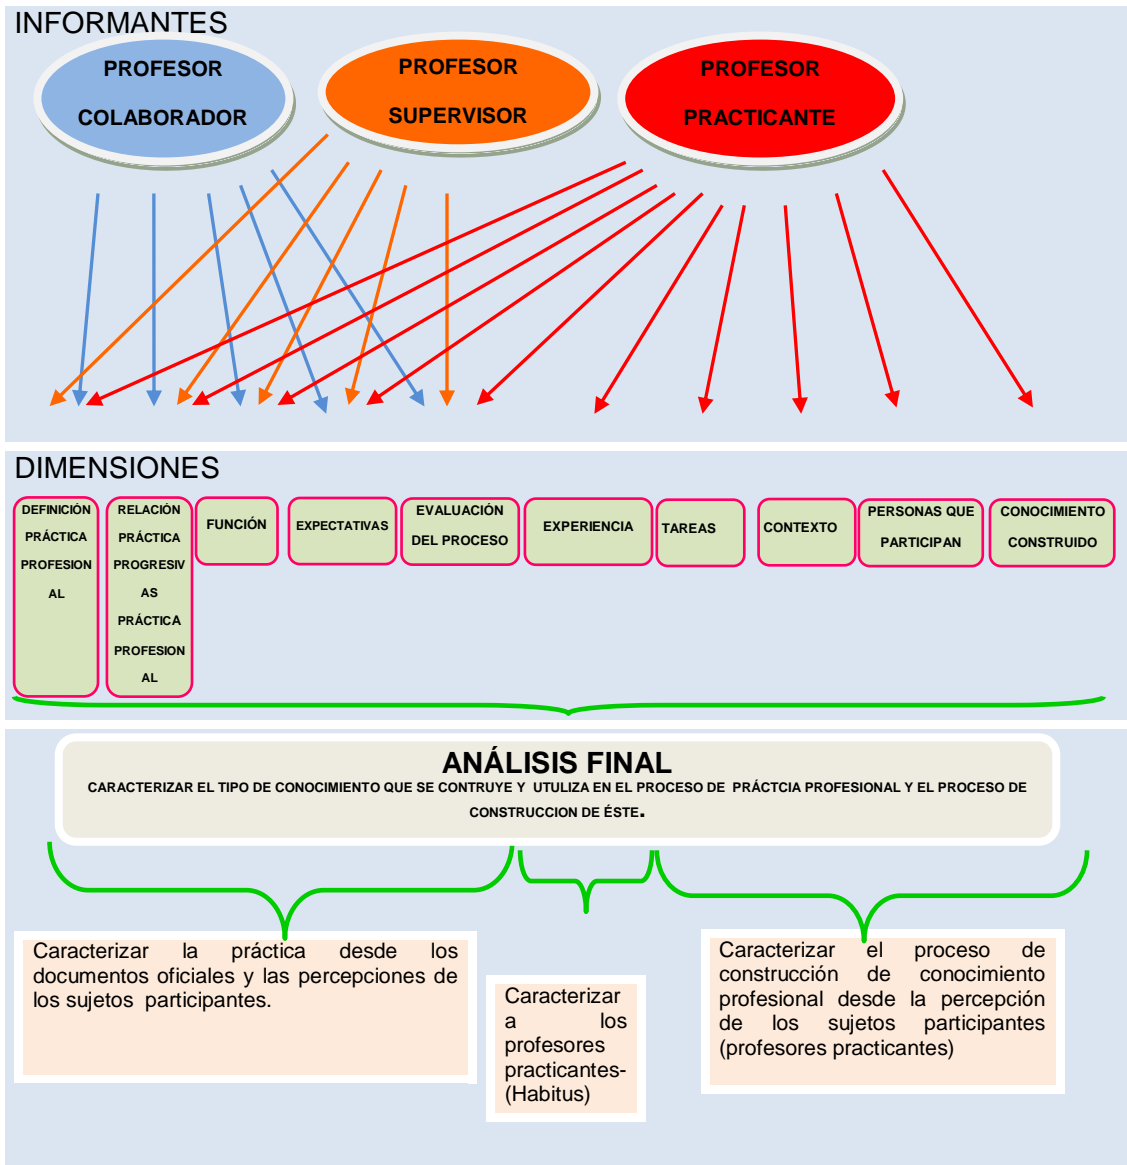 INFORMANTES
PROFESOR
COLABORADOR
PROFESOR
SUPERVISOR
PROFESOR
PRACTICANTE
DIMENSIONES
DEFINICIÓN
PRÁCTICA
PROFESION
AL
RELACIÓN
PRÁCTICA
PROGRESIV
AS
PRÁCTICA
PROFESION
AL
FUNCIÓN
EXPECTATIVAS
EVALUACIÓN
DEL PROCESO
EXPERIENCIA
TAREAS
CONTEXTO
PERSONAS QUE
PARTICIPAN
CONOCIMIENTO
CONSTRUIDO
ANÁLISIS FINAL
CARACTERIZAR EL TIPO DE CONOCIMIENTO QUE SE CONTRUYE Y UTULIZA EN EL PROCESO DE PRÁCTCIA PROFESIONAL Y EL PROCESO DE
CONSTRUCCION DE ÉSTE.
Caracterizar la práctica desde los
documentos oficiales y las percepciones de
los sujetos participantes.
Caracterizar
a los
profesores
practicantes-
(Habitus)
Caracterizar el proceso de
construcción de conocimiento
profesional desde la percepción
de los sujetos participantes
(profesores practicantes)